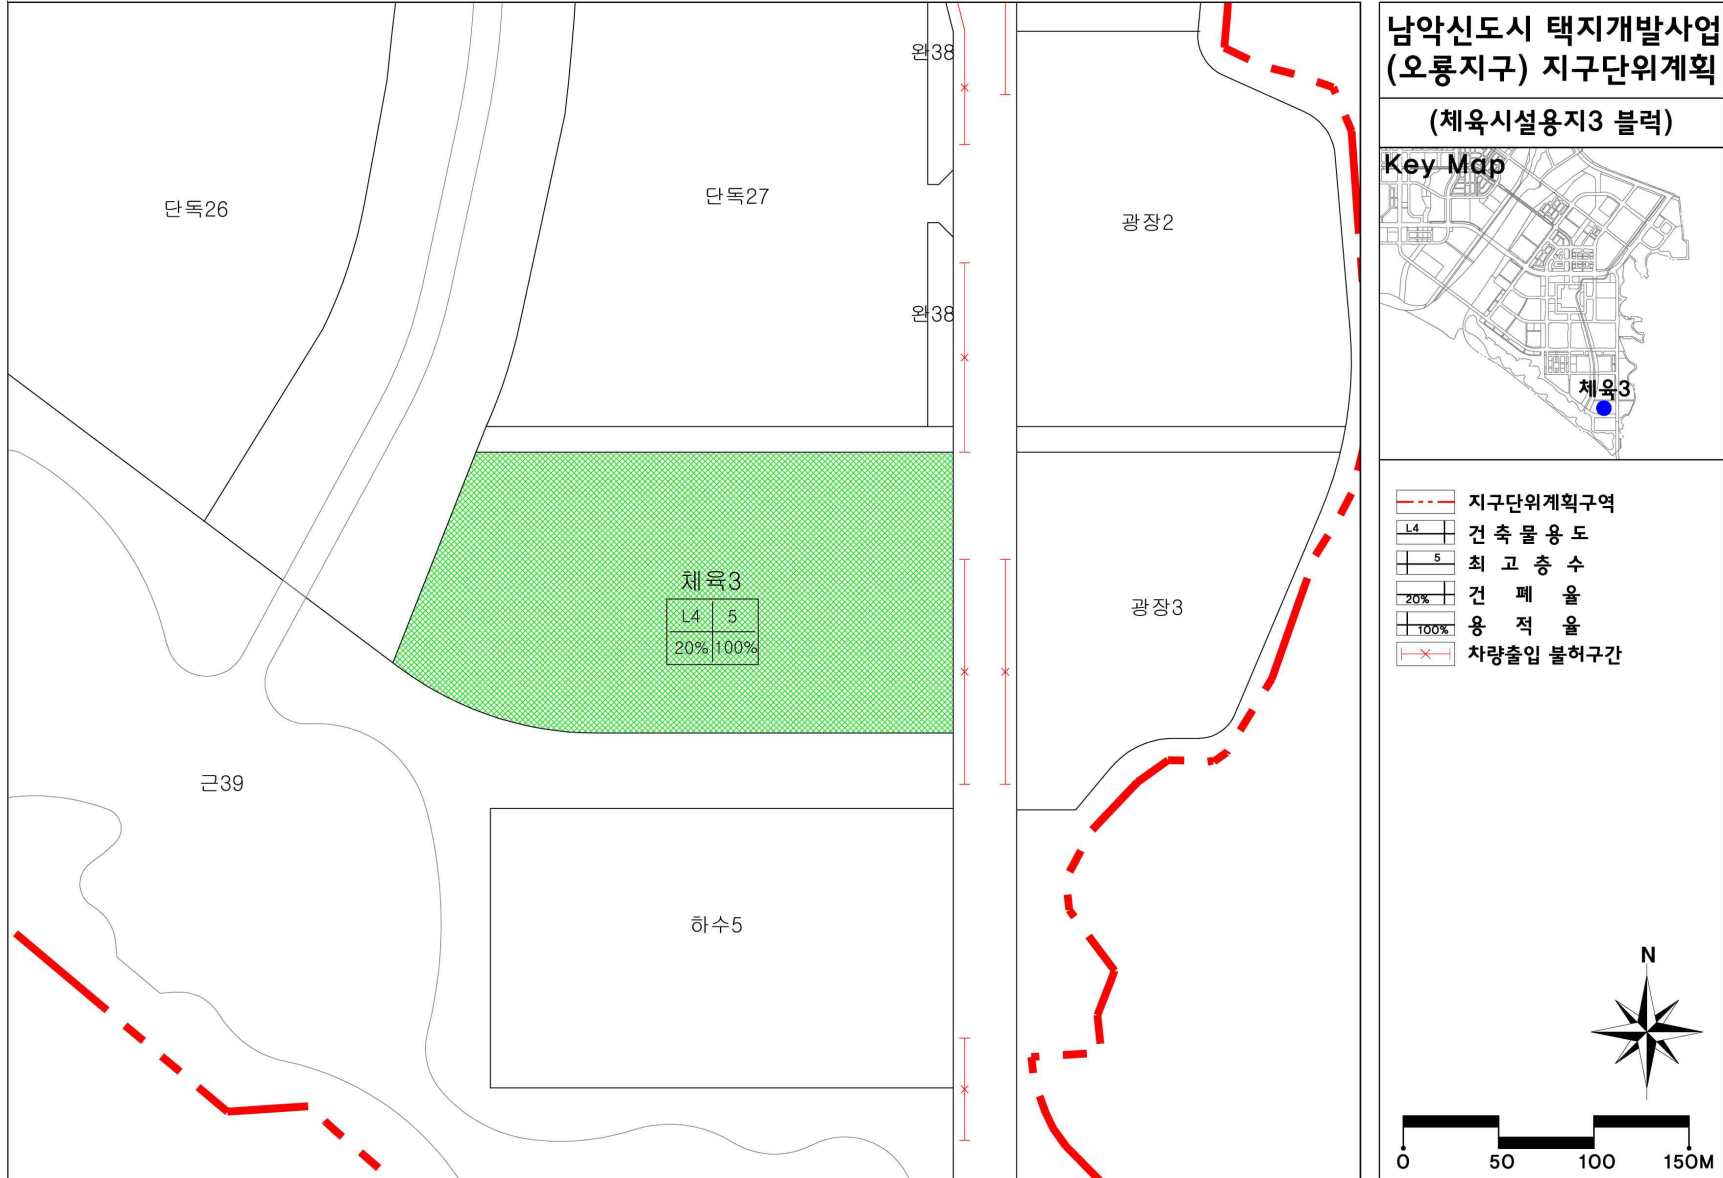 남악신도시 택지개발사업
(오룡지구) 지구단위계획
(체육시설용지3 블럭)
Key Map
체육3
완38
단독26
단독27
광장2
완38
체육3
L4 5
20% 100%
광장3
근39
하수5
지구단위계획구역
L4 건축물용도
5 최고층수
20% 건폐율
100% 용적율
차량출입 불허구간
N
0 50 100 150M